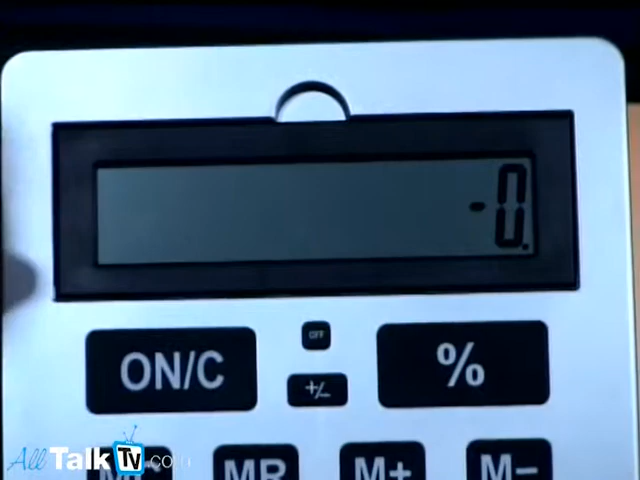 -0.
ON/C
OFF
+/−
%
MR
M+
M−
AllTalkTv.com